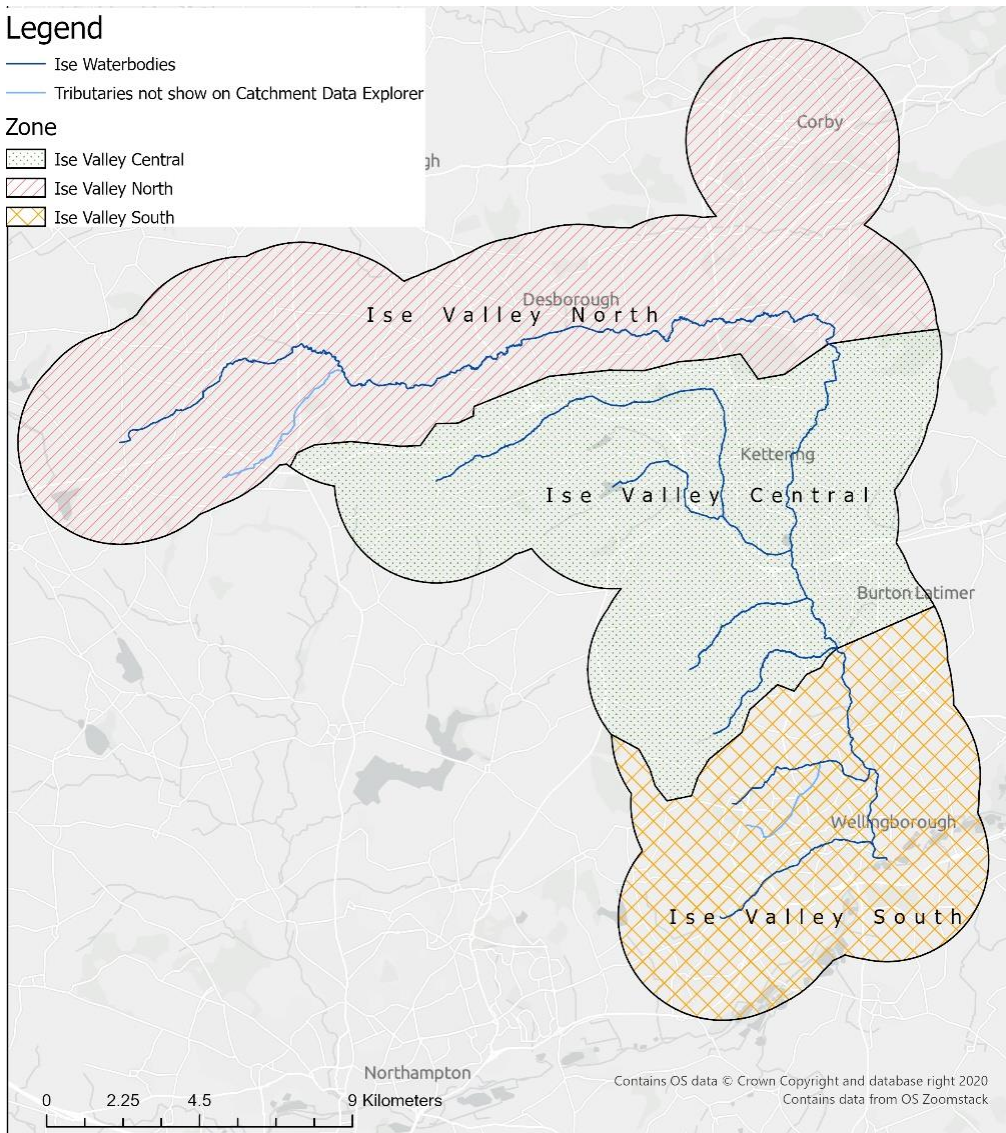 Legend
Ise Waterbodies
Tributaries not show on Catchment Data Explorer
Zone
Ise Valley Central
Ise Valley North
Ise Valley South
Corby
gh
Desborough
Ise Valley North
Kettering
Ise Valley Central
Burton Latimer
Wellingborough
Ise Valley South
Northampton
Contains OS data © Crown Copyright and database right 2020
Contains data from OS Zoomstack
0 2.25 4.5 9 Kilometers